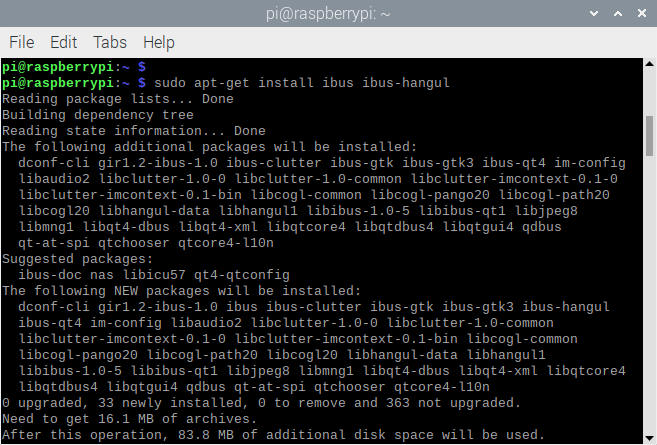 pi@raspberrypi: ~
File Edit Tabs Help
pi@raspberrypi:~ $
pi@raspberrypi:~ $ sudo apt-get install ibus ibus-hangul
Reading package lists... Done
Building dependency tree
Reading state information... Done
The following additional packages will be installed:
  dconf-cli gir1.2-ibus-1.0 ibus-clutter ibus-gtk ibus-gtk3 ibus-qt4 im-config
  libaudio2 libclutter-1.0-0 libclutter-1.0-common libclutter-imcontext-0.1-0
  libclutter-imcontext-0.1-bin libcogl-common libcogl-pango20 libcogl-path20
  libcogl20 libhangul-data libhangul1 libibus-1.0-5 libibus-qt1 libjpeg8
  libmng1 libqt4-dbus libqt4-xml libqtcore4 libqtdbus4 libqtgui4 qdbus
  qt-at-spi qtchooser qtcore4-l10n
Suggested packages:
  ibus-doc nas libicu57 qt4-qtconfig
The following NEW packages will be installed:
  dconf-cli gir1.2-ibus-1.0 ibus ibus-clutter ibus-gtk ibus-gtk3 ibus-hangul
  ibus-qt4 im-config libaudio2 libclutter-1.0-0 libclutter-1.0-common
  libclutter-imcontext-0.1-0 libclutter-imcontext-0.1-bin libcogl-common
  libcogl-pango20 libcogl-path20 libcogl20 libhangul-data libhangul1
  libibus-1.0-5 libibus-qt1 libjpeg8 libmng1 libqt4-dbus libqt4-xml libqtcore4
  libqtdbus4 libqtgui4 qdbus qt-at-spi qtchooser qtcore4-l10n
0 upgraded, 33 newly installed, 0 to remove and 363 not upgraded.
Need to get 16.1 MB of archives.
After this operation, 83.8 MB of additional disk space will be used.